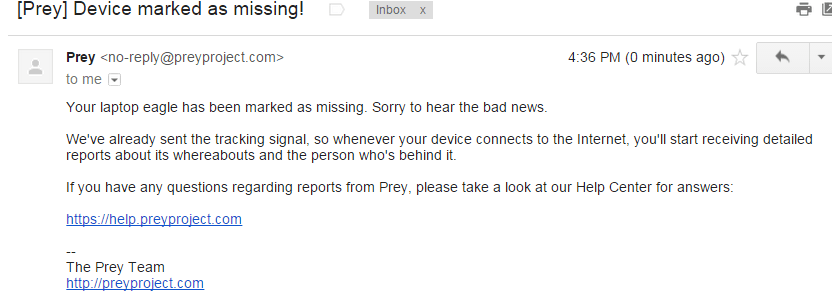 [Prey] Device marked as missing!
Inbox x
Prey <no-reply@preyproject.com>
4:36 PM (0 minutes ago)
to me
Your laptop eagle has been marked as missing. Sorry to hear the bad news.
We've already sent the tracking signal, so whenever your device connects to the Internet, you'll start receiving detailed
reports about its whereabouts and the person who's behind it.
If you have any questions regarding reports from Prey, please take a look at our Help Center for answers:
https://help.preyproject.com
--
The Prey Team
http://preyproject.com